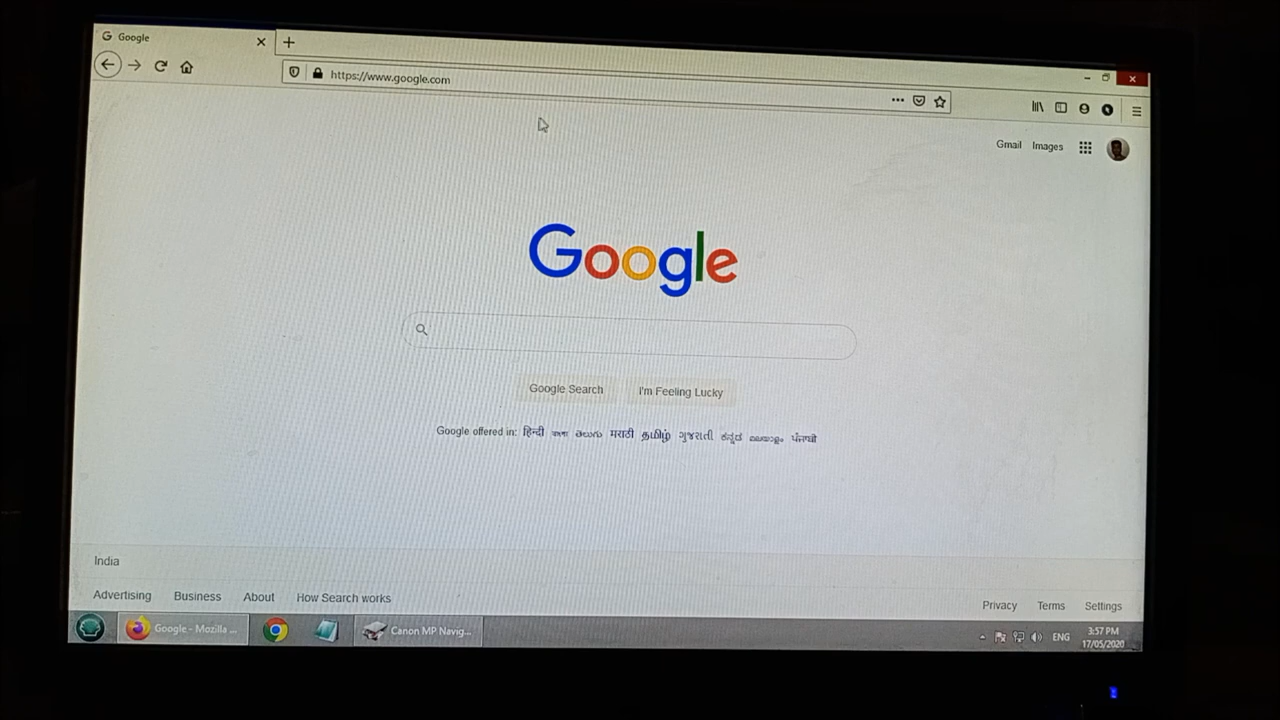 Google
https://www.google.com
Gmail Images
Google
Google Search I'm Feeling Lucky
Google offered in: हिन्दी বাংলা తెలుగు मराठी தமிழ் ગુજરાતી ಕನ್ನಡ മലയാളം ਪੰਜਾਬੀ
India
Advertising Business About How Search works
Privacy Terms Settings
Google - Mozilla ... Canon MP Navig...
ENG
3:57 PM
17/05/2020